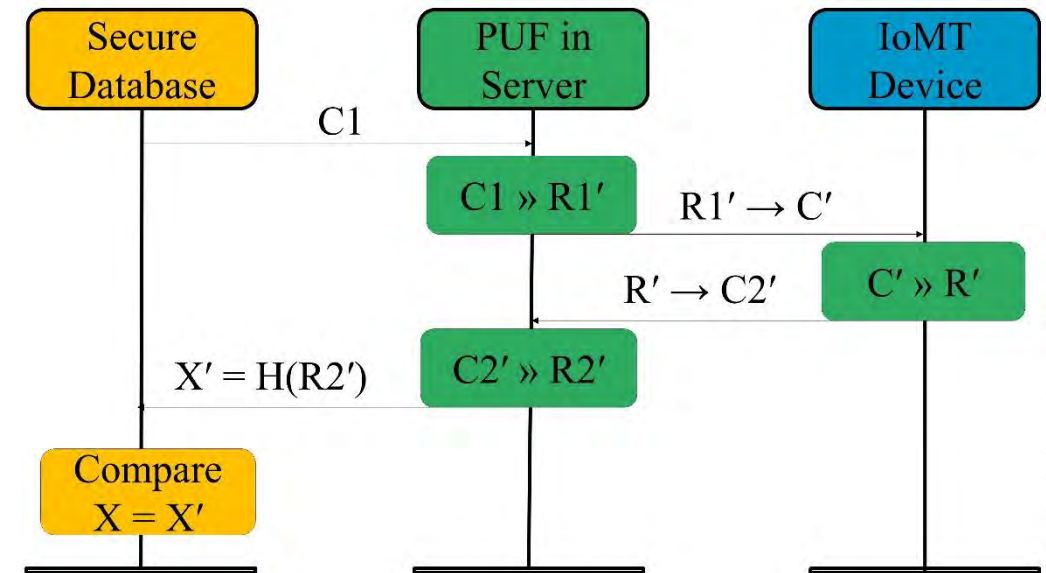 Secure
Database
PUF in
Server
IoMT
Device
C1
C1 » R1′
R1′ → C′
C′ » R′
R′ → C2′
C2′ » R2′
X′ = H(R2′)
Compare
X = X′